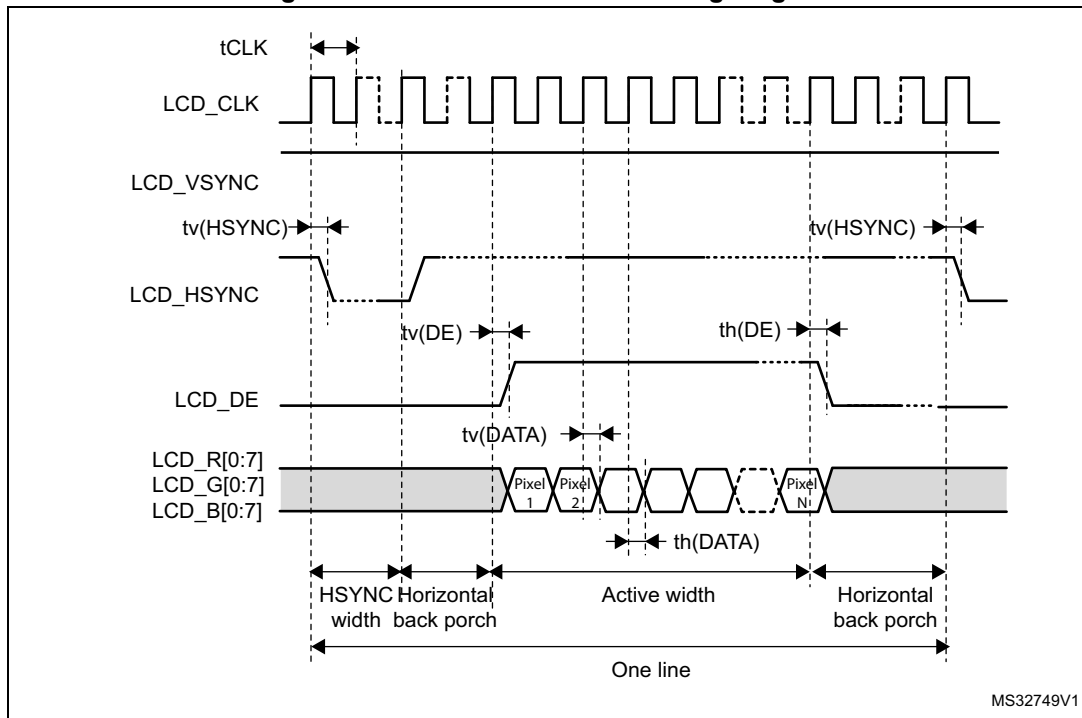 tCLK
LCD_CLK
LCD_VSYNC
tv(HSYNC)
tv(HSYNC)
LCD_HSYNC
tv(DE)
th(DE)
LCD_DE
tv(DATA)
LCD_R[0:7]
LCD_G[0:7]
LCD_B[0:7]
Pixel
1
Pixel
2
Pixel
N
th(DATA)
HSYNC
width
Horizontal
back porch
Active width
Horizontal
back porch
One line
MS32749V1